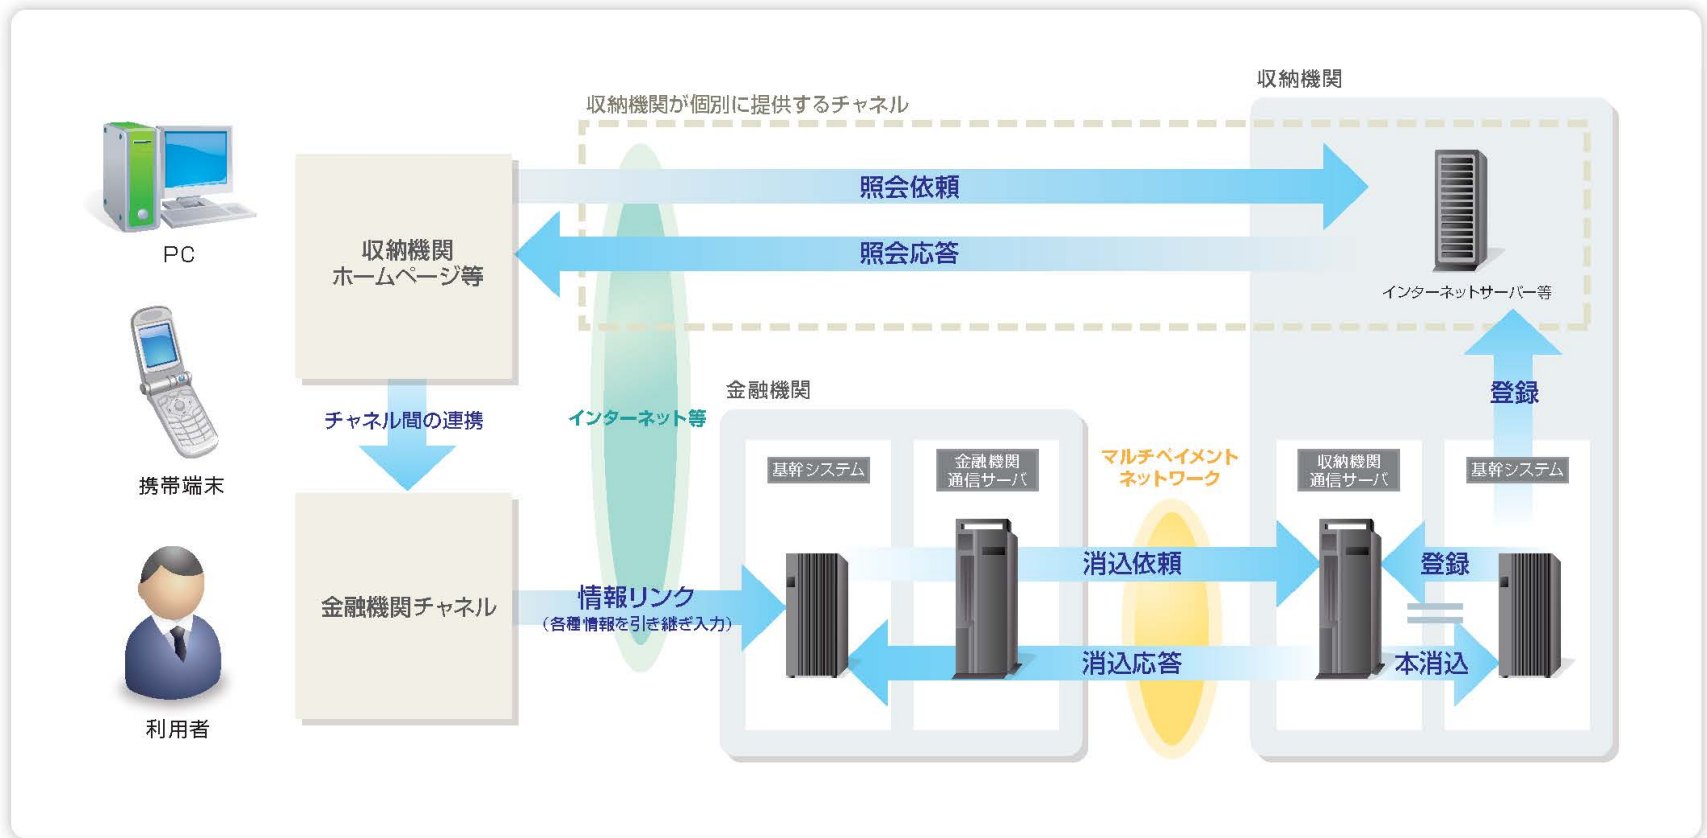 収納機関
収納機関が個別に提供するチャネル
PC
収納機関
ホームページ等
照会依頼
照会応答
インターネットサーバー等
携帯端末
チャネル間の連携
インターネット等
登録
金融機関
基幹システム
金融機関
通信サーバ
マルチペイメント
ネットワーク
収納機関
通信サーバ
基幹システム
利用者
金融機関チャネル
情報リンク
(各種情報を引き継ぎ入力)
消込依頼
登録
消込応答
本消込